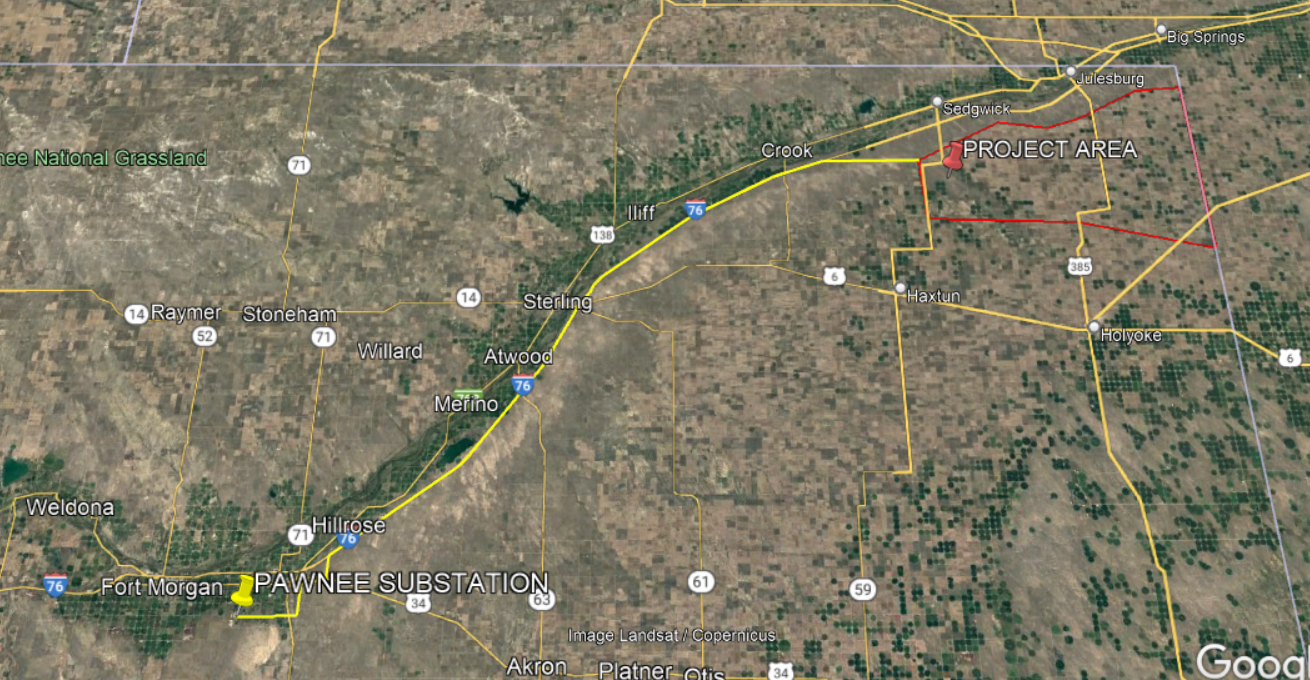 Big Springs
Julesburg
Sedgwick
PROJECT AREA
Crook
nee National Grassland
71
Iliff
76
138
385
6
Haxtun
14
Sterling
14
Raymer
Stoneham
52
71
Holyoke
6
Willard
Atwood
76
Merino
Weldona
71
Hillrose
76
76
Fort Morgan
PAWNEE SUBSTATION
34
63
61
59
Image Landsat / Copernicus
Akron
Platner
Otis
34
Goog